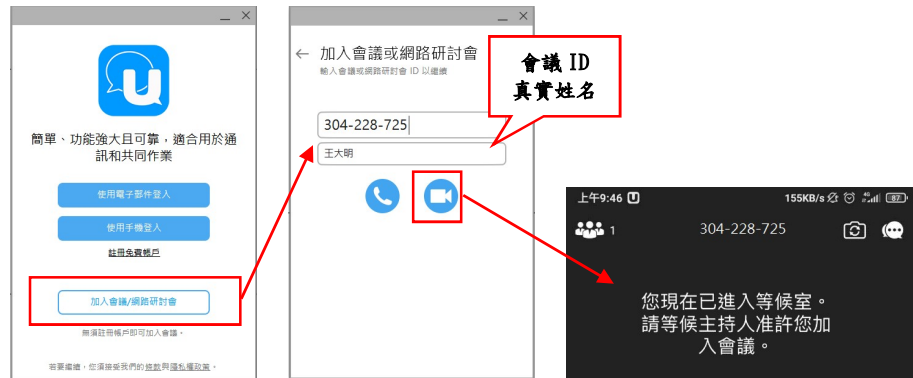 簡單、功能強大且可靠，適合用於通
訊和共同作業
使用電子郵件登入
使用手機登入
註冊免費帳戶
加入會議/網路研討會
無須註冊帳戶即可加入會議。
若要繼續，您須接受我們的條款與隱私權政策。
← 加入會議或網路研討會
輸入會議或網路研討會 ID 以繼續
304-228-725
王大明
會議 ID
真實姓名
上午9:46 U 155KB/s 4G 87
1 304-228-725
您現在已進入等候室。
請等候主持人准許您加
入會議。